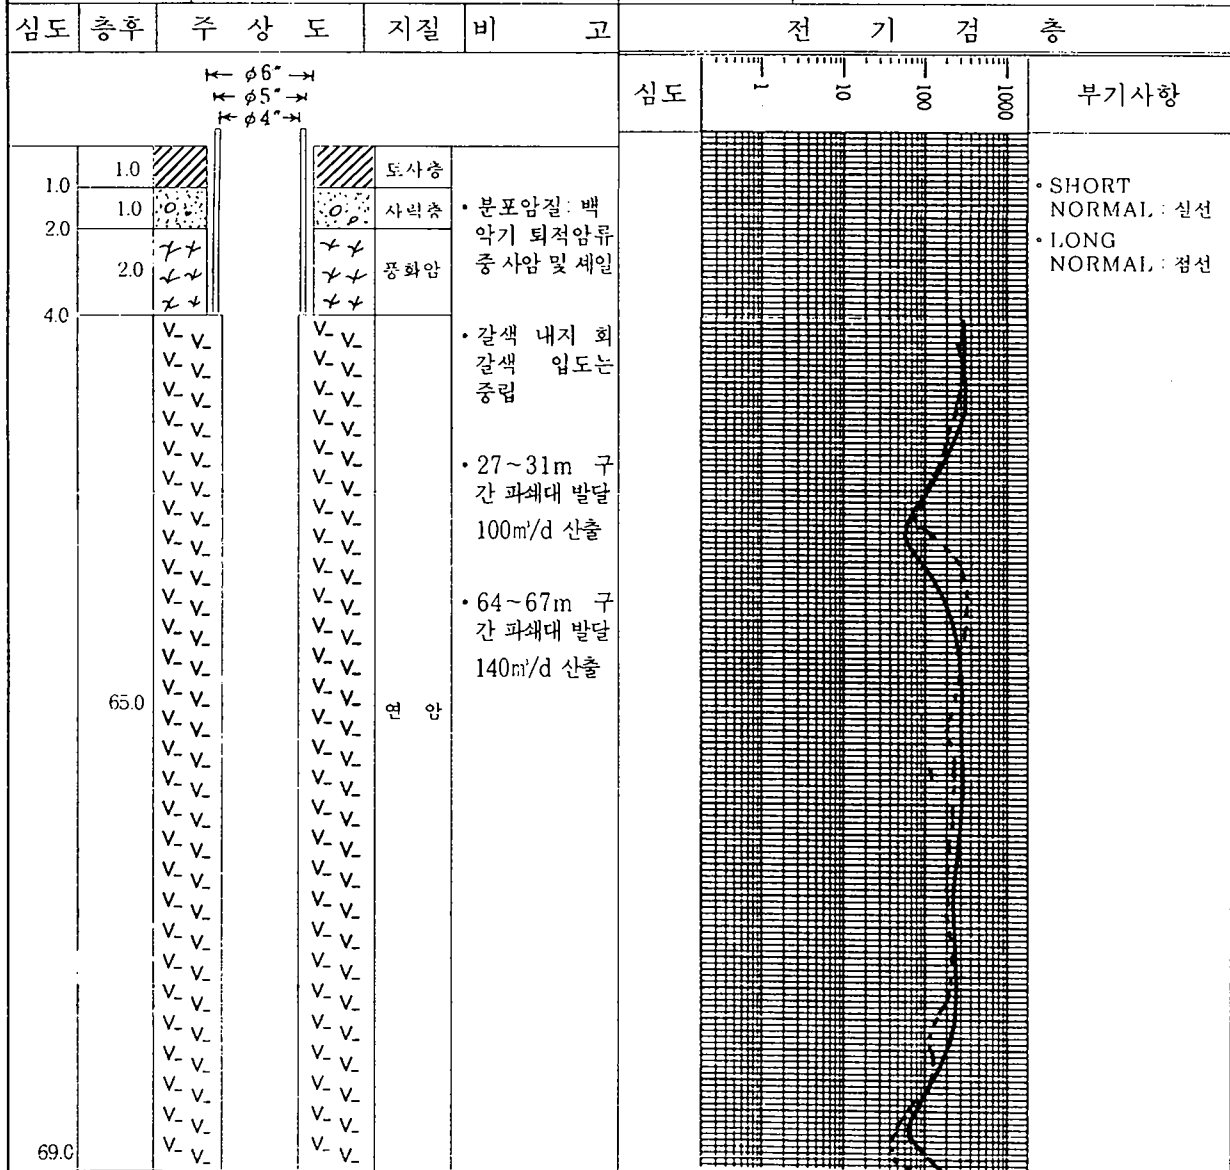 심도 층후 주 상 도 지질 비 고 전 기 검 층
φ6"
φ5"
φ4"
심도 1 10 100 1000 부기사항
1.0 토사층
1.0
1.0 사력층
2.0
2.0 풍화암
4.0
• 분포암질: 백
악기 퇴적암류
중 사암 및 셰일
• 갈색 내지 회
갈색 입도는
중립
• 27~31m 구
간 파쇄대 발달
100㎥/d 산출
• 64~67m 구
간 파쇄대 발달
140㎥/d 산출
65.0 연 암
69.0
• SHORT
NORMAL : 실선
• LONG
NORMAL : 점선